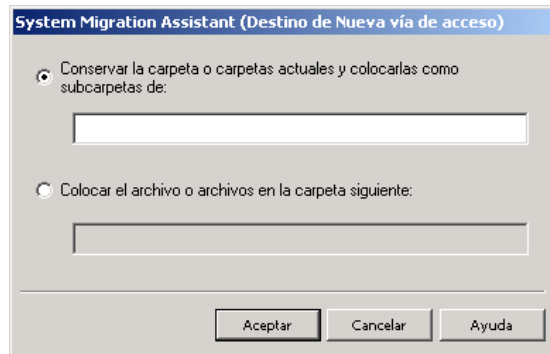 System Migration Assistant (Destino de Nueva vía de acceso)
Conservar la carpeta o carpetas actuales y colocarlas como
subcarpetas de:
Colocar el archivo o archivos en la carpeta siguiente:
Aceptar
Cancelar
Ayuda